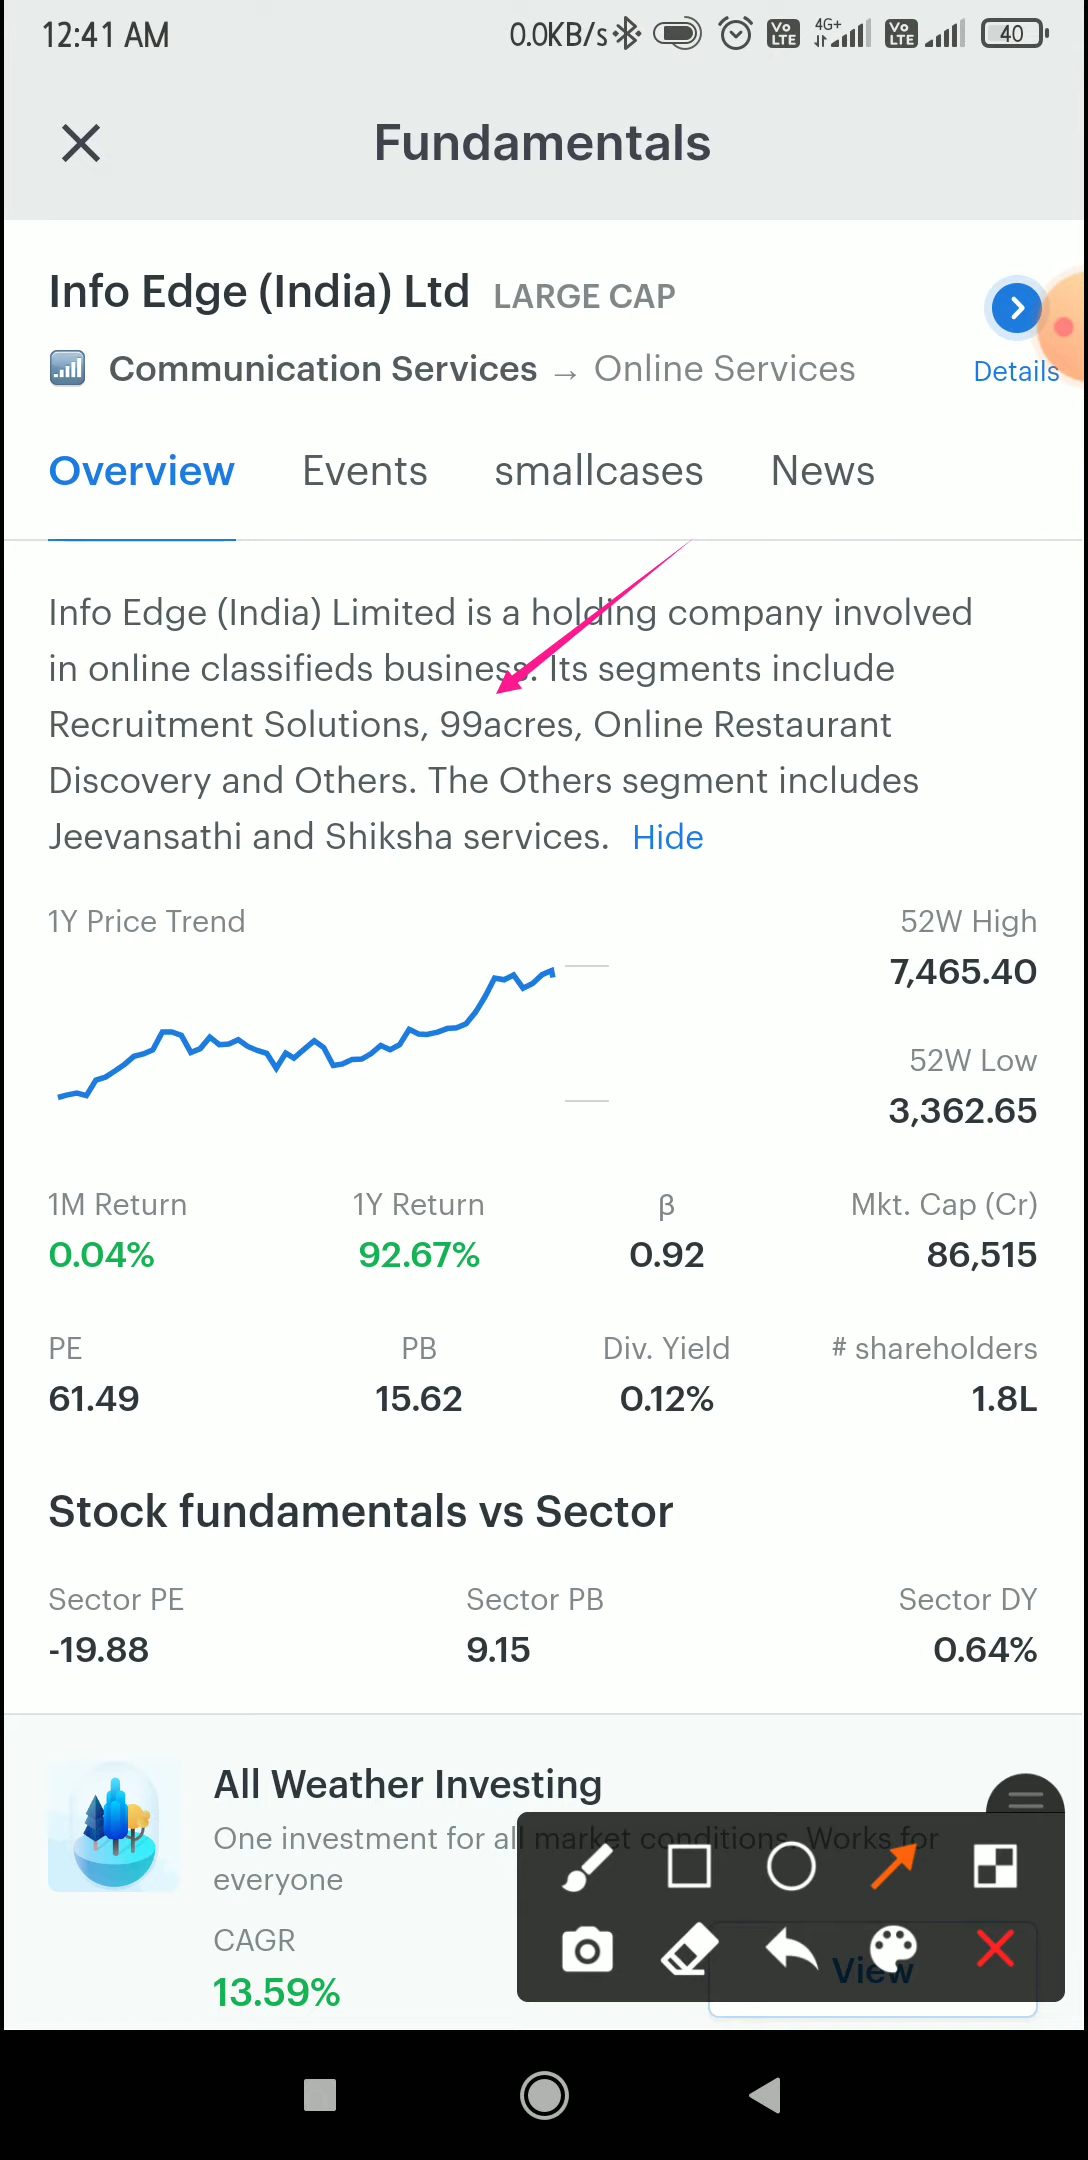 12:41 AM 0.0KB/s Vo LTE 4G+ Vo LTE 40
Fundamentals
Info Edge (India) Ltd LARGE CAP
Communication Services → Online Services
Details
Overview Events smallcases News
Info Edge (India) Limited is a holding company involved
in online classifieds business. Its segments include
Recruitment Solutions, 99acres, Online Restaurant
Discovery and Others. The Others segment includes
Jeevansathi and Shiksha services. Hide
1Y Price Trend 52W High
7,465.40
52W Low
3,362.65
1M Return 1Y Return β Mkt. Cap (Cr)
0.04% 92.67% 0.92 86,515
PE PB Div. Yield # shareholders
61.49 15.62 0.12% 1.8L
Stock fundamentals vs Sector
Sector PE Sector PB Sector DY
-19.88 9.15 0.64%
All Weather Investing
One investment for all market conditions. Works for
everyone
CAGR
13.59%
View